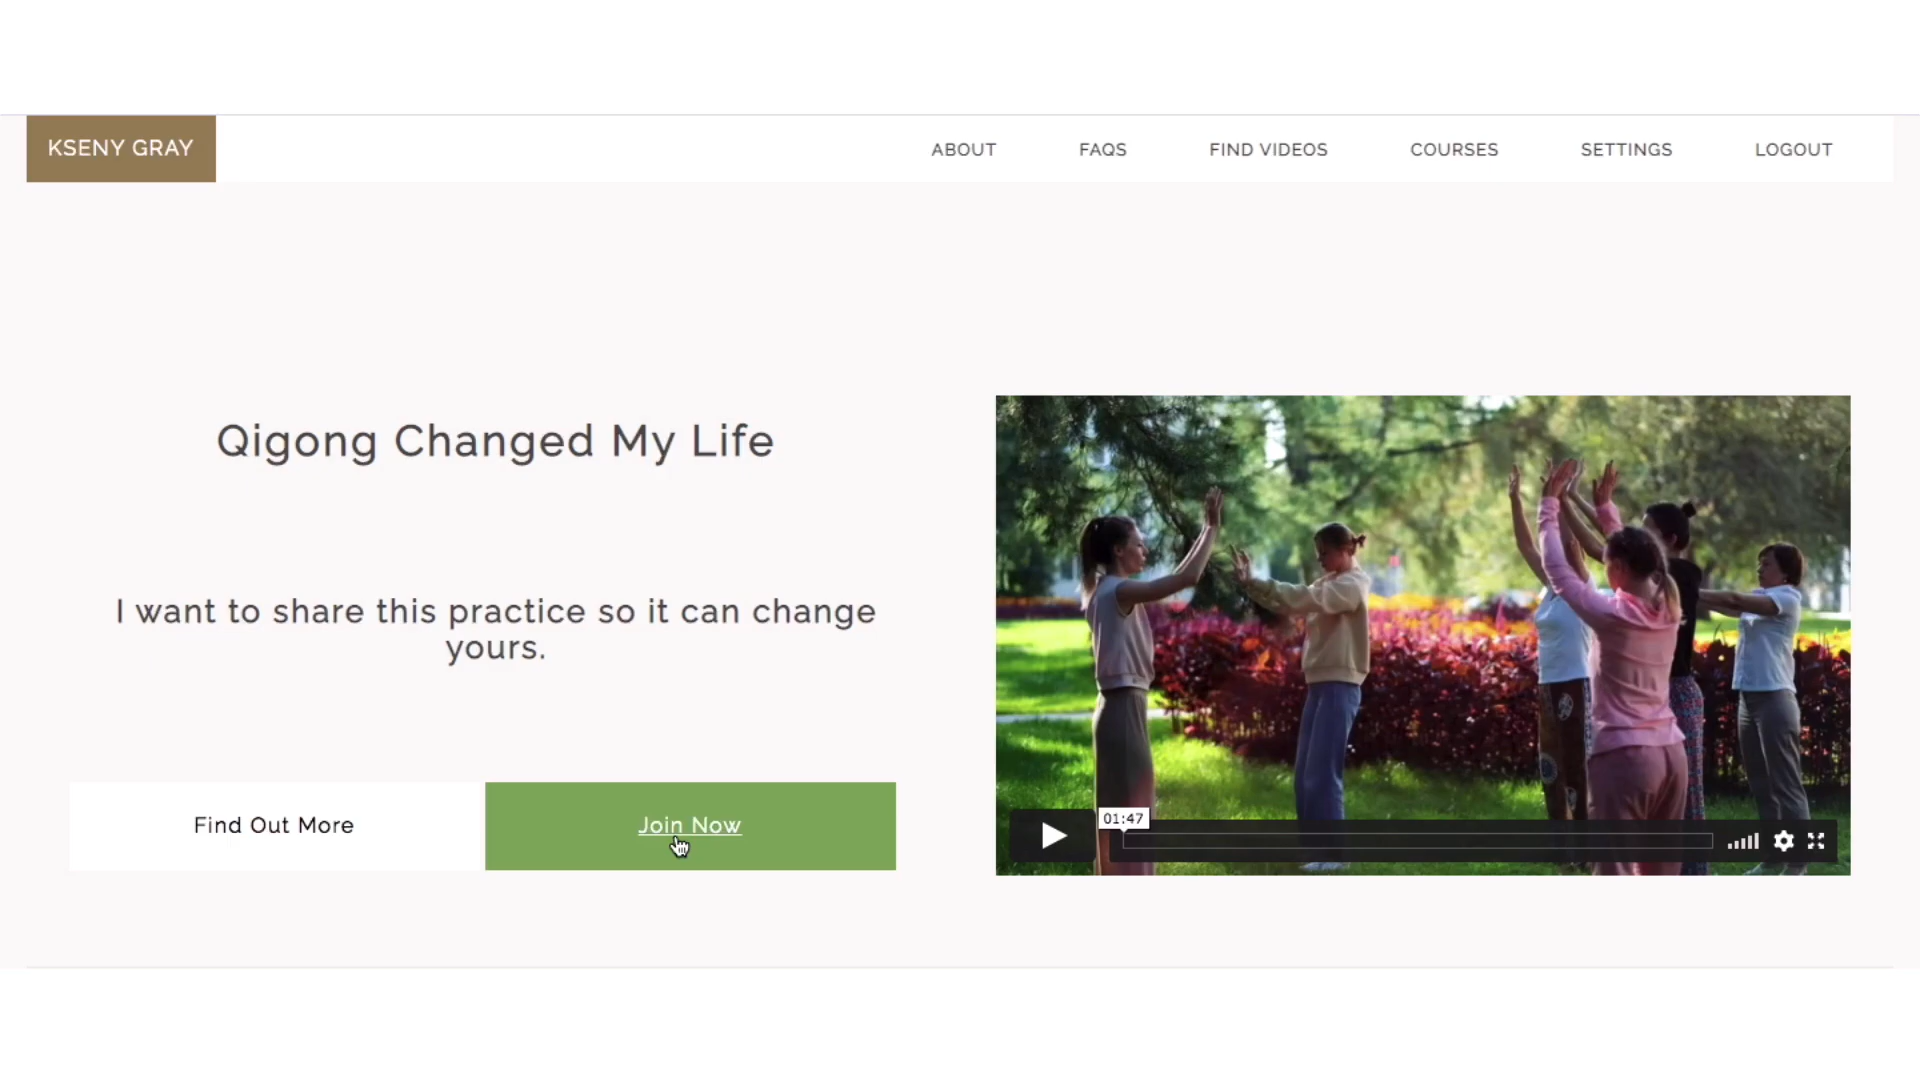 KSENY GRAY
ABOUT FAQS FIND VIDEOS COURSES SETTINGS LOGOUT
Qigong Changed My Life
I want to share this practice so it can change
yours.
Find Out More
Join Now
01:47